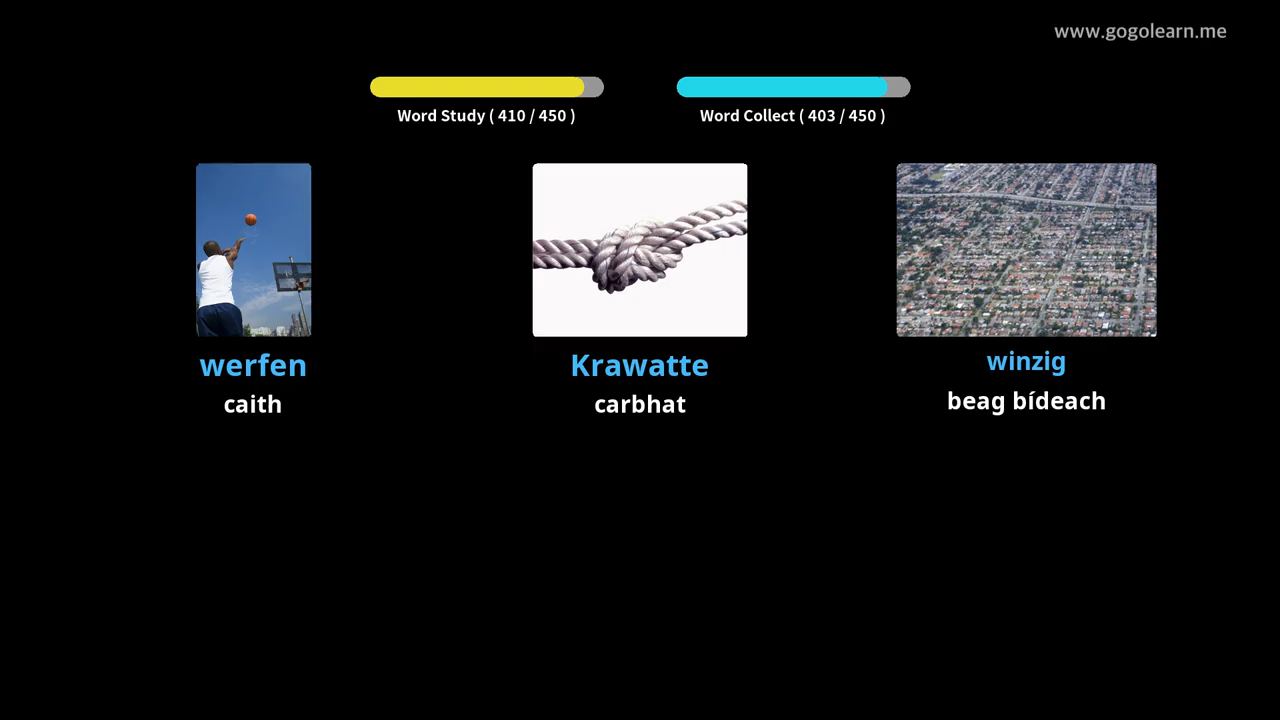 www.gogolearn.me
Word Study ( 410 / 450 )
Word Collect ( 403 / 450 )
werfen
caith
Krawatte
carbhat
winzig
beag bídeach